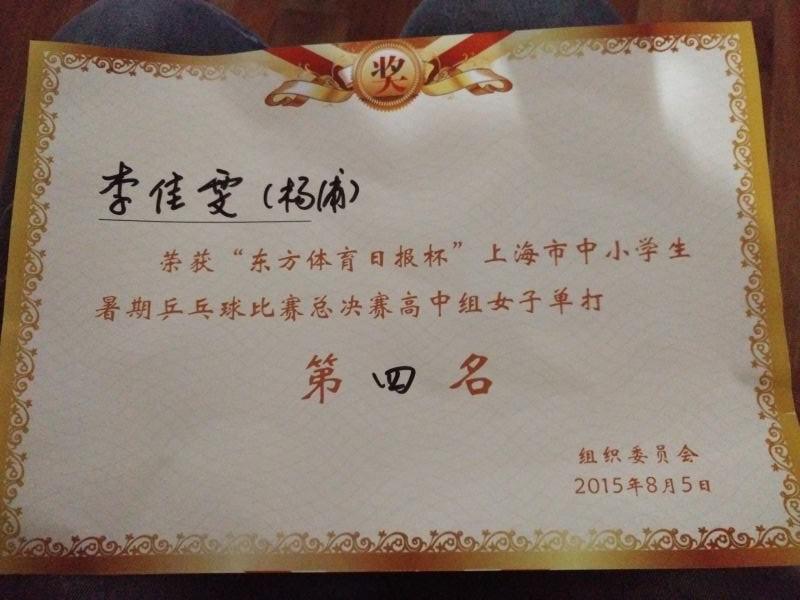 奖
李佳雯（杨浦）
荣获“东方体育日报杯”上海市中小学生
暑期乒乓球比赛总决赛高中组女子单打
第四名
组织委员会
2015年8月5日